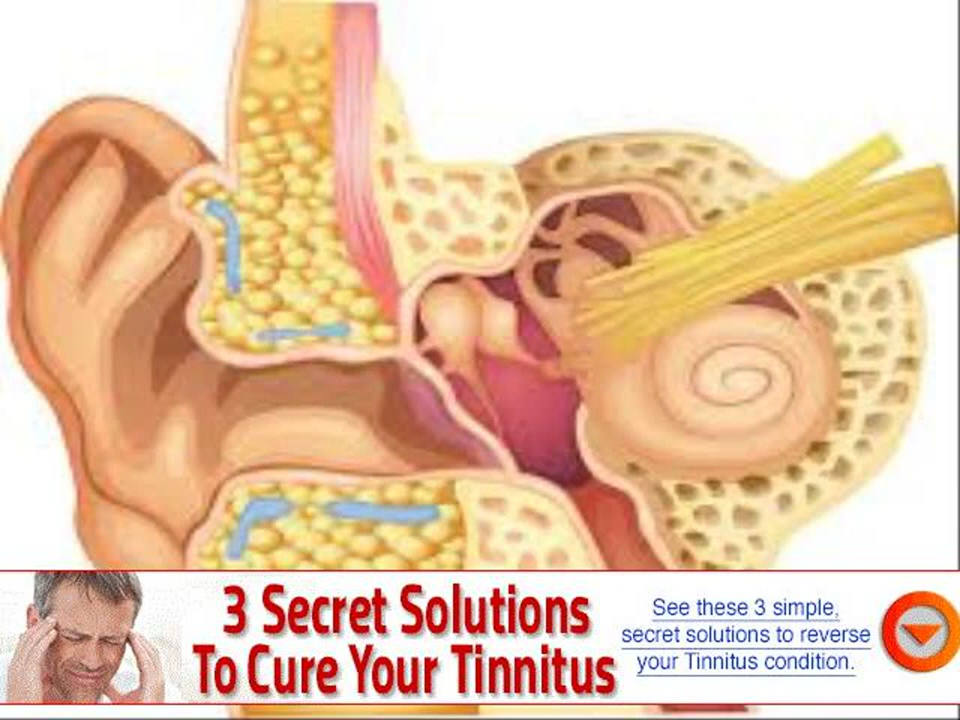 3 Secret Solutions
To Cure Your Tinnitus
See these 3 simple,
secret solutions to reverse
your Tinnitus condition.